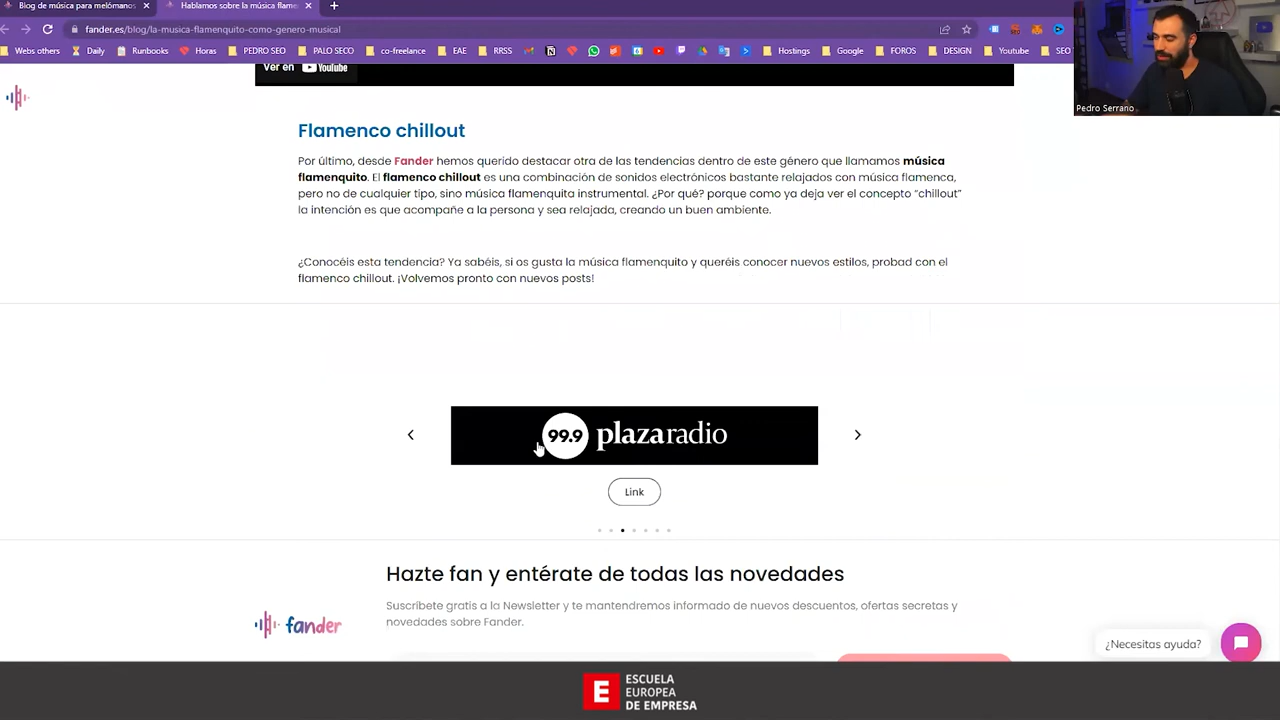 Blog de música para melómanos
Hablamos sobre la música flame
fander.es/blog/la-musica-flamenquito-como-genero-musical
Webs others Daily Runbooks Horas PEDRO SEO PALO SECO co-freelance EAE RRSS Hostings Google FOROS DESIGN Youtube SEO
Pedro Serrano
Ver en YouTube
Flamenco chillout
Por último, desde Fander hemos querido destacar otra de las tendencias dentro de este género que llamamos música
flamenquito. El flamenco chillout es una combinación de sonidos electrónicos bastante relajados con música flamenca,
pero no de cualquier tipo, sino música flamenquita instrumental. ¿Por qué? porque como ya deja ver el concepto “chillout”
la intención es que acompañe a la persona y sea relajada, creando un buen ambiente.
¿Conocéis esta tendencia? Ya sabéis, si os gusta la música flamenquito y queréis conocer nuevos estilos, probad con el
flamenco chillout. ¡Volvemos pronto con nuevos posts!
99.9 plazaradio
Link
Hazte fan y entérate de todas las novedades
Suscríbete gratis a la Newsletter y te mantendremos informado de nuevos descuentos, ofertas secretas y
novedades sobre Fander.
fander
¿Necesitas ayuda?
E ESCUELA
EUROPEA
DE EMPRESA